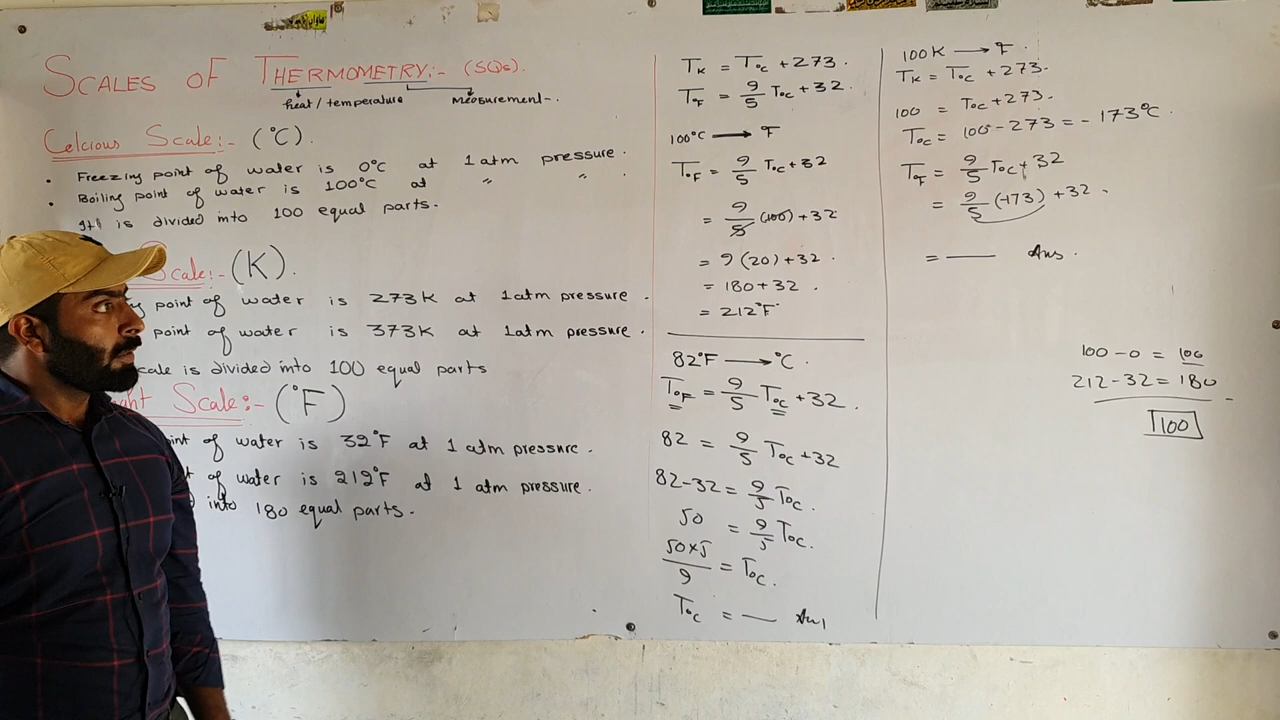 SCALES OF THERMOMETRY:- (SQs).
heat/temperature measurement-.
Celcious Scale:- (°C).
• Freezing point of water is 0°C at 1 atm pressure.
• Boiling point of water is 100°C at " " .
It is divided into 100 equal parts.
Scale:- (K).
point of water is 273K at 1atm pressure.
point of water is 373K at 1atm pressure.
cale is divided into 100 equal parts
ght Scale:- (°F)
int of water is 32°F at 1 atm pressure.
of water is 212°F at 1 atm pressure.
into 180 equal parts.
TK = T°C + 273.
T°F = 9/5 T°C + 32.
100°C → °F
T°F = 9/5 T°C + 32
= 9/5 (100) + 32
= 9 (20) + 32.
= 180 + 32.
= 212°F
82°F → °C.
T°F = 9/5 T°C + 32.
82 = 9/5 T°C + 32
82 - 32 = 9/5 T°C.
50 = 9/5 T°C.
50×5/9 = T°C.
T°C = — Ans
100K → °F.
TK = T°C + 273.
100 = T°C + 273.
T°C = 100 - 273 = - 173°C.
T°F = 9/5 T°C + 32
= 9/5 (-173) + 32.
= — Ans.
100 - 0 = 100
212 - 32 = 180
100